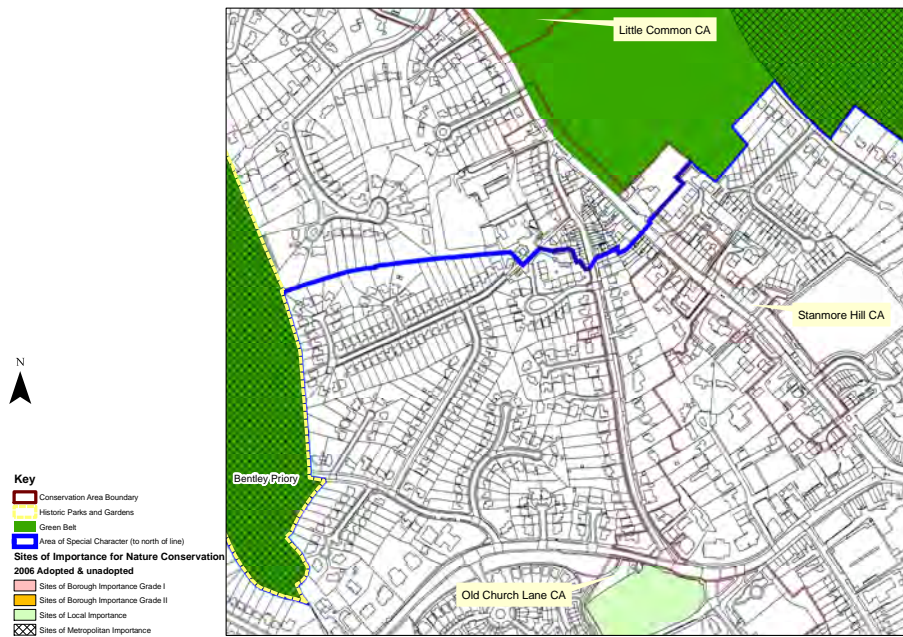 Little Common CA
Stanmore Hill CA
N
Bentley Priory
Old Church Lane CA
Key
Conservation Area Boundary
Historic Parks and Gardens
Green Belt
Area of Special Character (to north of line)
Sites of Importance for Nature Conservation
2006 Adopted & unadopted
Sites of Borough Importance Grade I
Sites of Borough Importance Grade II
Sites of Local Importance
Sites of Metropolitan Importance